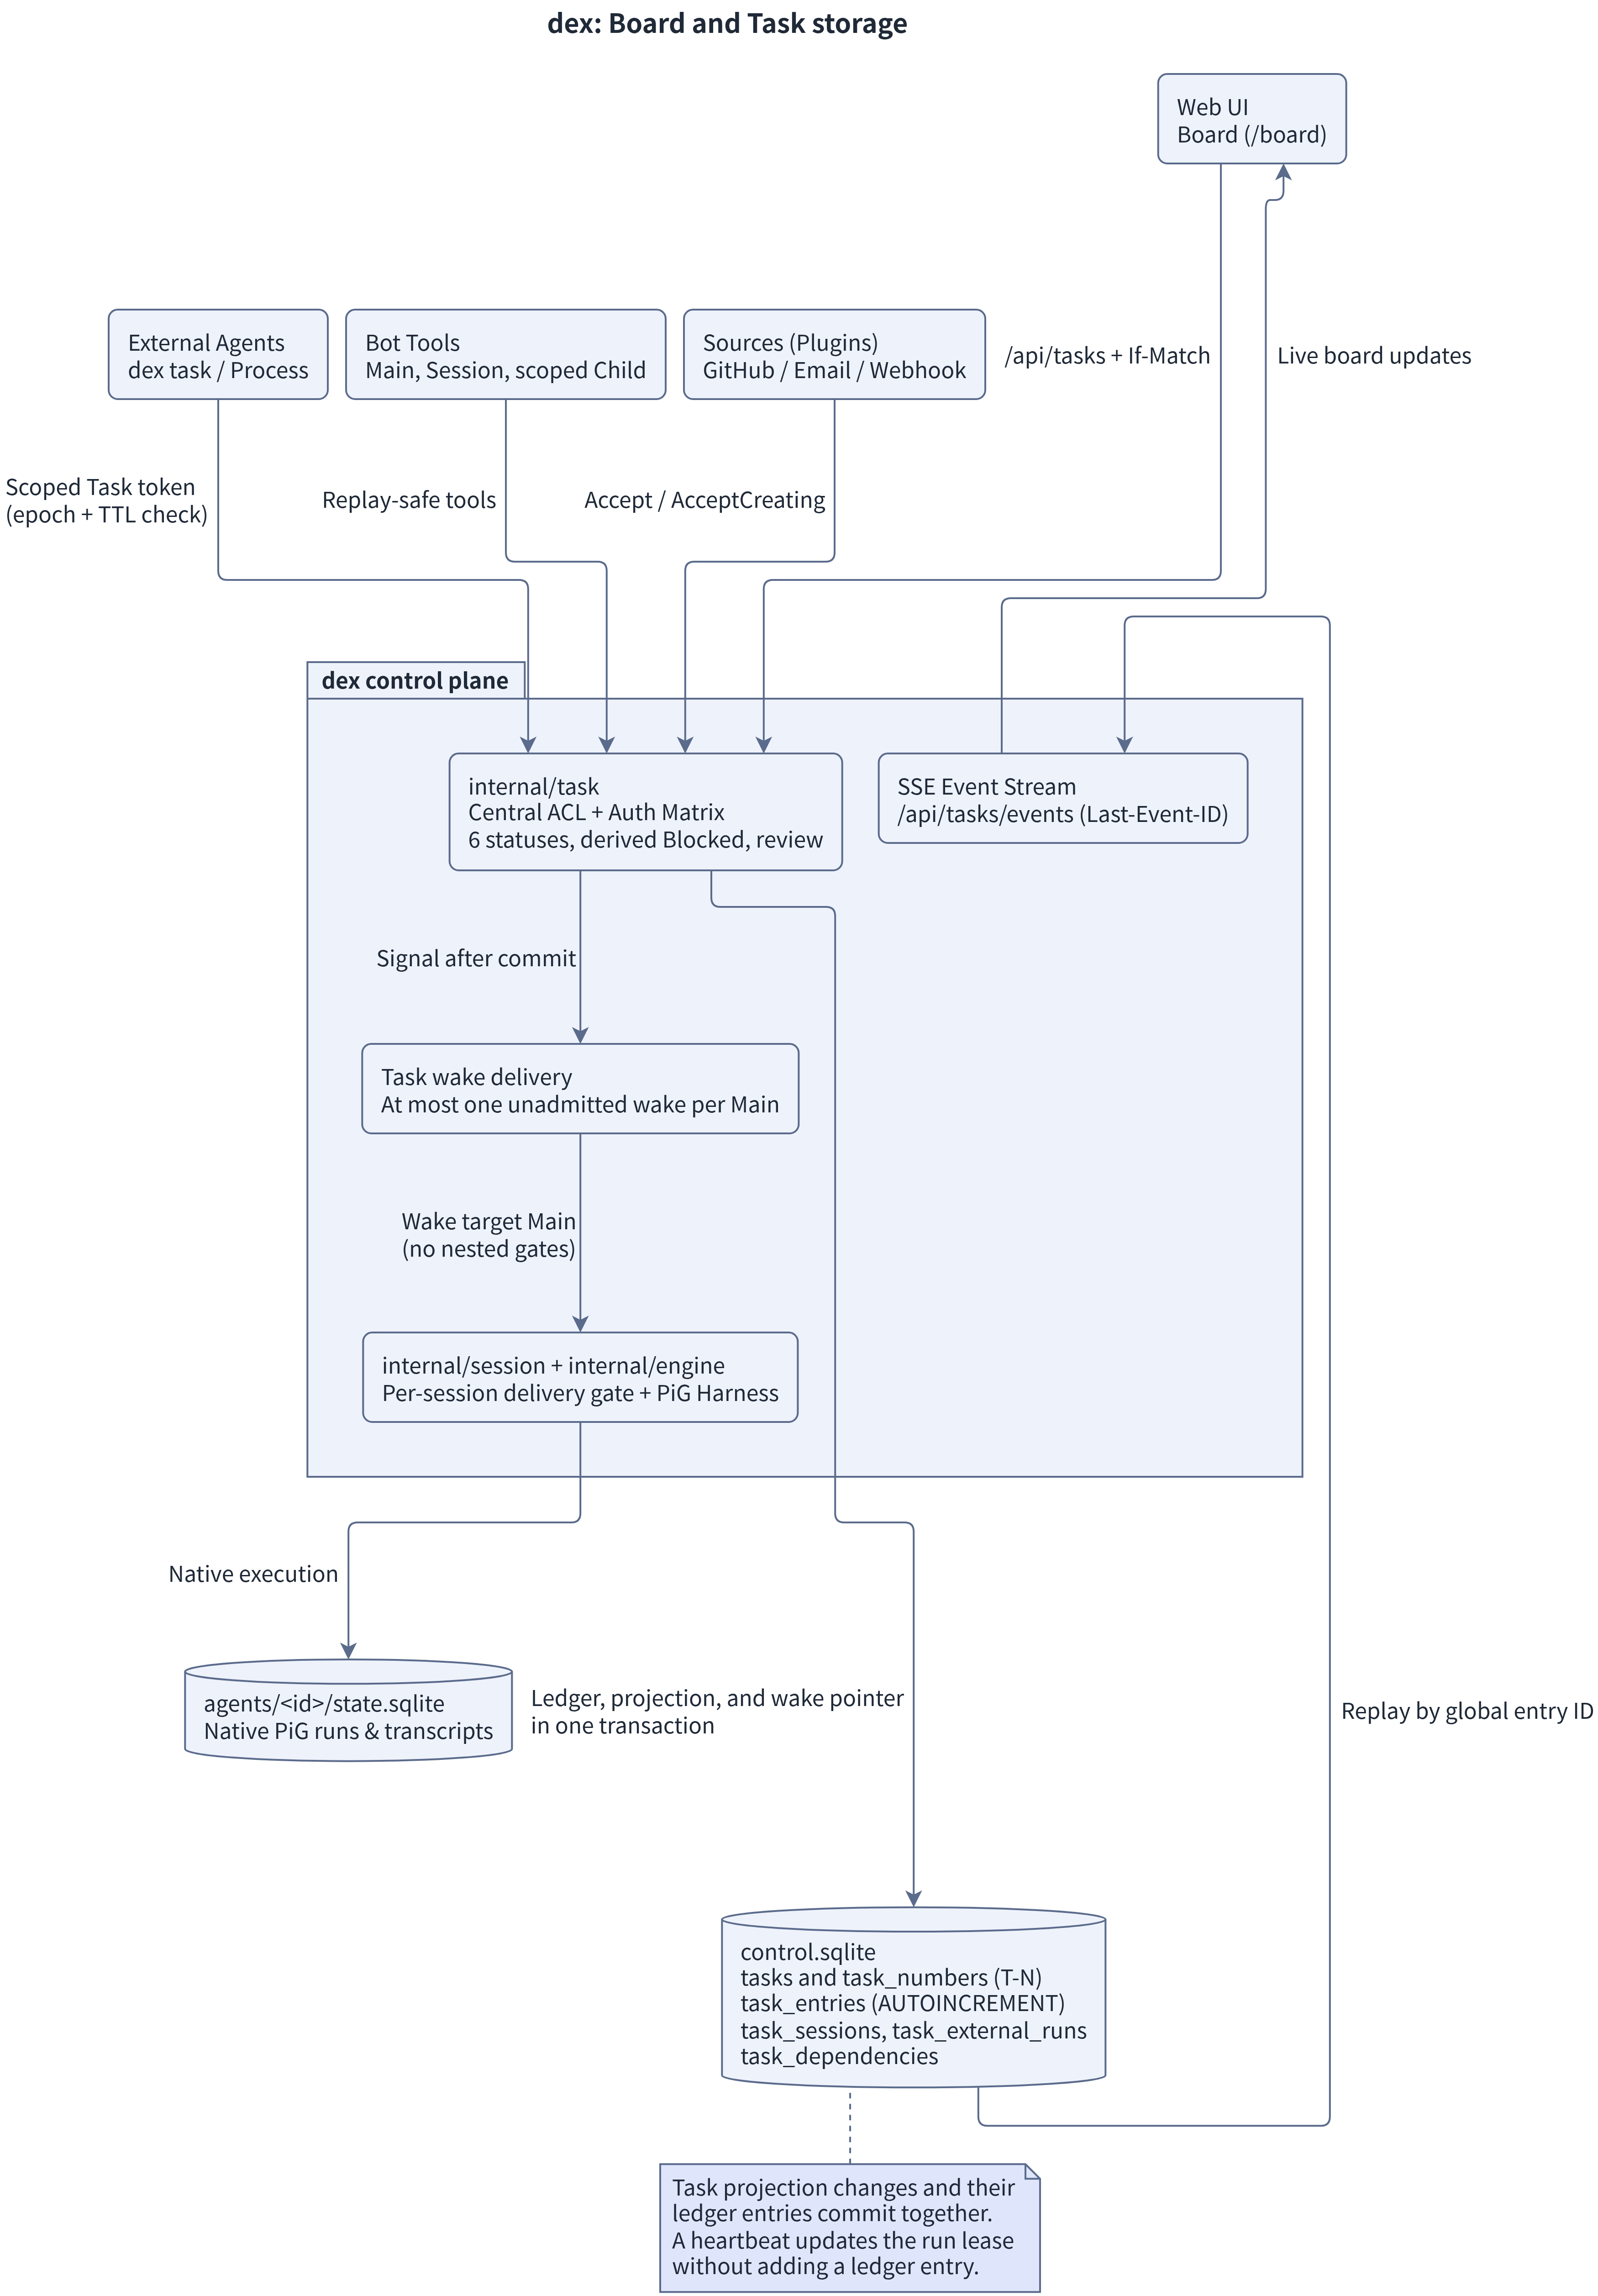 dex: Board and Task storage
Web UI
Board (/board)
External Agents
dex task / Process
Bot Tools
Main, Session, scoped Child
Sources (Plugins)
GitHub / Email / Webhook
/api/tasks + If-Match
Live board updates
Scoped Task token
(epoch + TTL check)
Replay-safe tools
Accept / AcceptCreating
dex control plane
internal/task
Central ACL + Auth Matrix
6 statuses, derived Blocked, review
SSE Event Stream
/api/tasks/events (Last-Event-ID)
Signal after commit
Task wake delivery
At most one unadmitted wake per Main
Wake target Main
(no nested gates)
internal/session + internal/engine
Per-session delivery gate + PiG Harness
Native execution
agents/<id>/state.sqlite
Native PiG runs & transcripts
Ledger, projection, and wake pointer
in one transaction
Replay by global entry ID
control.sqlite
tasks and task_numbers (T-N)
task_entries (AUTOINCREMENT)
task_sessions, task_external_runs
task_dependencies
Task projection changes and their
ledger entries commit together.
A heartbeat updates the run lease
without adding a ledger entry.